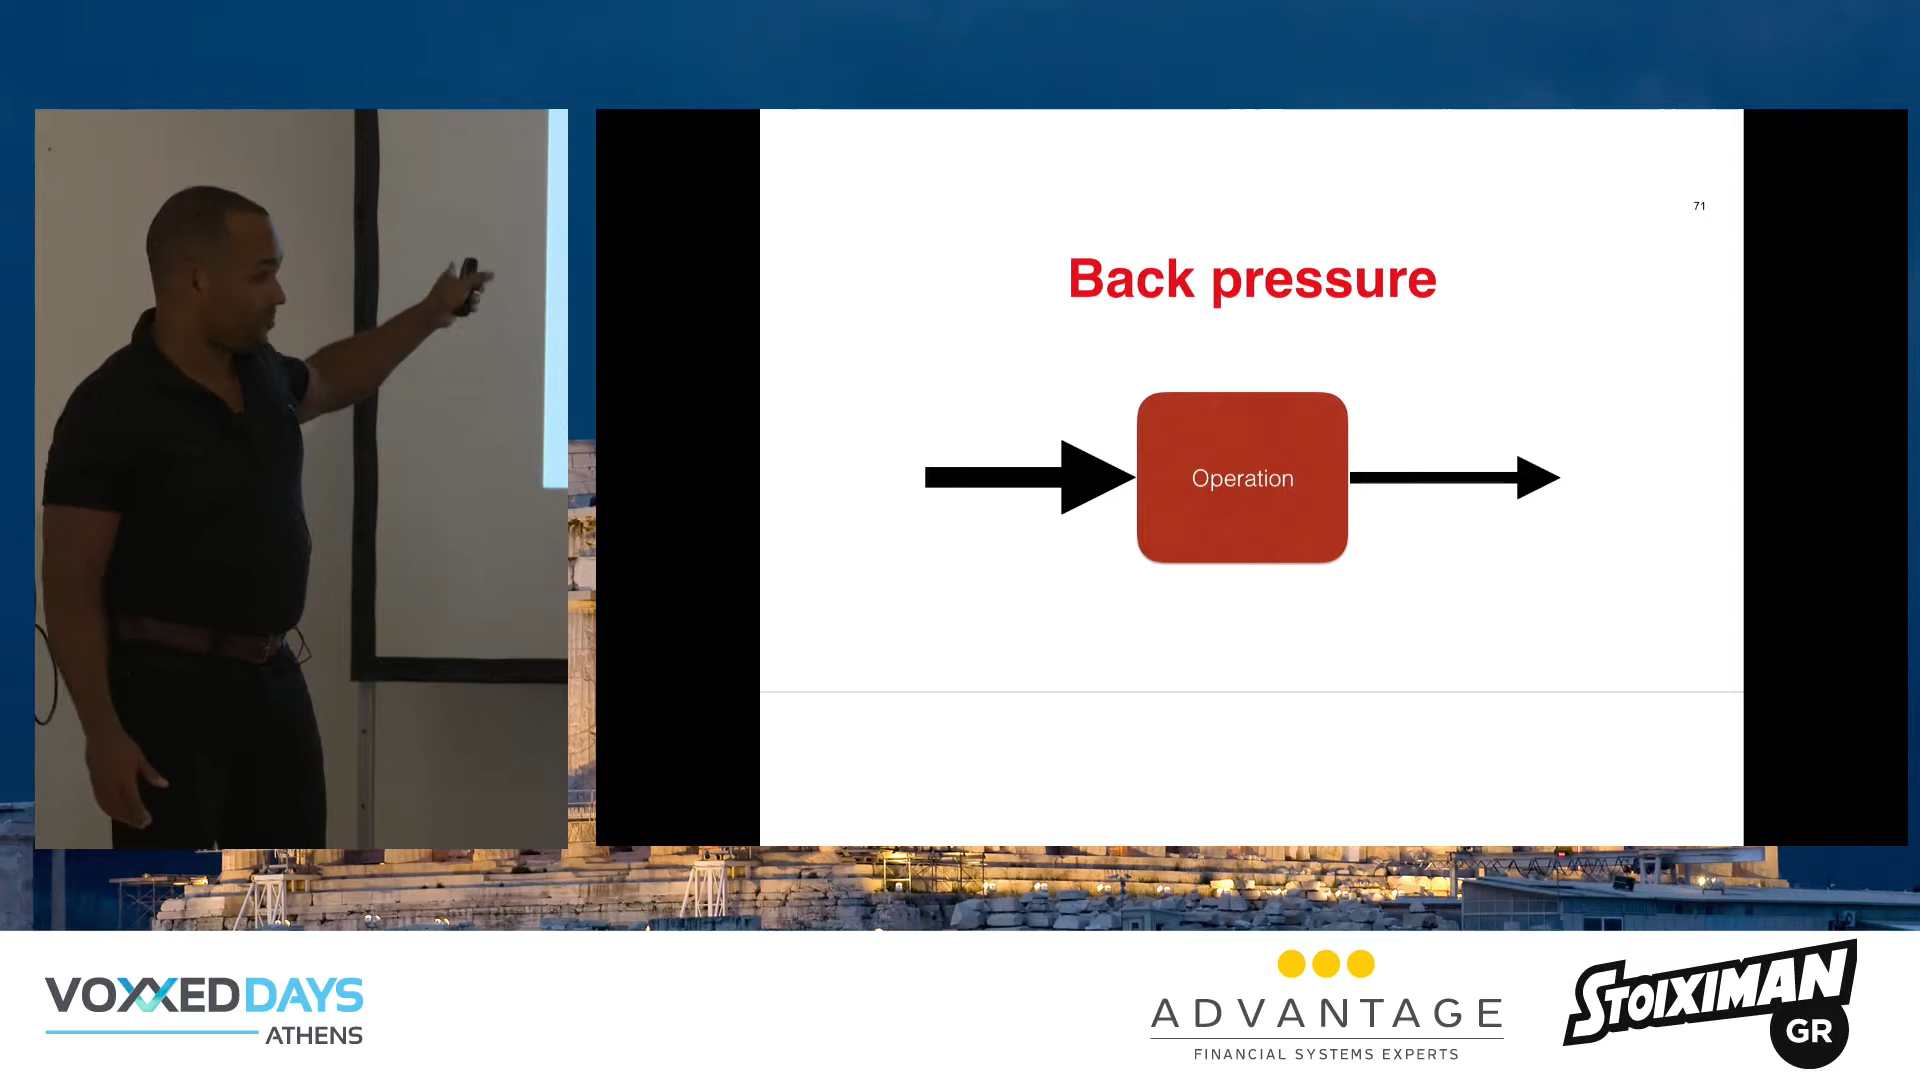 71
Back pressure
Operation
VOXXED DAYS
ATHENS
ADVANTAGE
FINANCIAL SYSTEMS EXPERTS
STOIXIMAN
GR